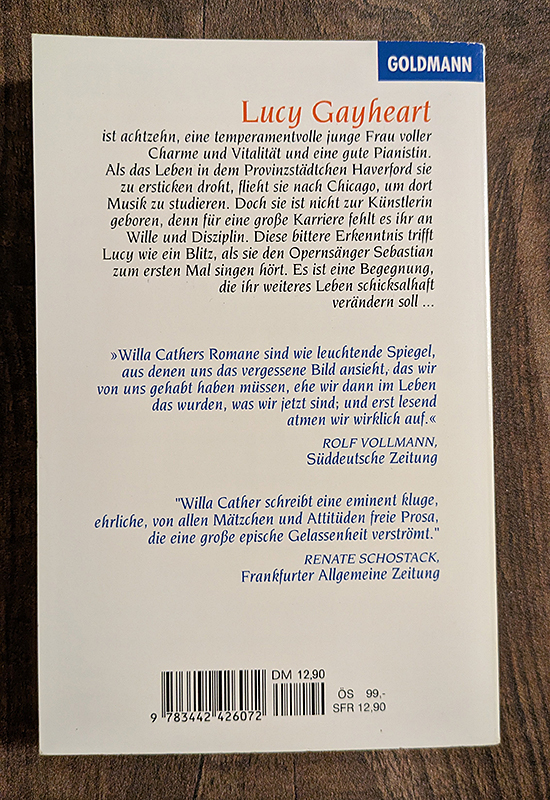 GOLDMANN
Lucy Gayheart
ist achtzehn, eine temperamentvolle junge Frau voller
Charme und Vitalität und eine gute Pianistin.
Als das Leben in dem Provinzstädtchen Haverford sie
zu ersticken droht, flieht sie nach Chicago, um dort
Musik zu studieren. Doch sie ist nicht zur Künstlerin
geboren, denn für eine große Karriere fehlt es ihr an
Wille und Disziplin. Diese bittere Erkenntnis trifft
Lucy wie ein Blitz, als sie den Opernsänger Sebastian
zum ersten Mal singen hört. Es ist eine Begegnung,
die ihr weiteres Leben schicksalhaft
verändern soll ...
»Willa Cathers Romane sind wie leuchtende Spiegel,
aus denen uns das vergessene Bild ansieht, das wir
von uns gehabt haben müssen, ehe wir dann im Leben
das wurden, was wir jetzt sind; und erst lesend
atmen wir wirklich auf.«
ROLF VOLLMANN,
Süddeutsche Zeitung
"Willa Cather schreibt eine eminent kluge,
ehrliche, von allen Mätzchen und Attitüden freie Prosa,
die eine große epische Gelassenheit verströmt."
RENATE SCHOSTACK,
Frankfurter Allgemeine Zeitung
DM 12,90
ÖS 99,-
SFR 12,90
9 783442 426072